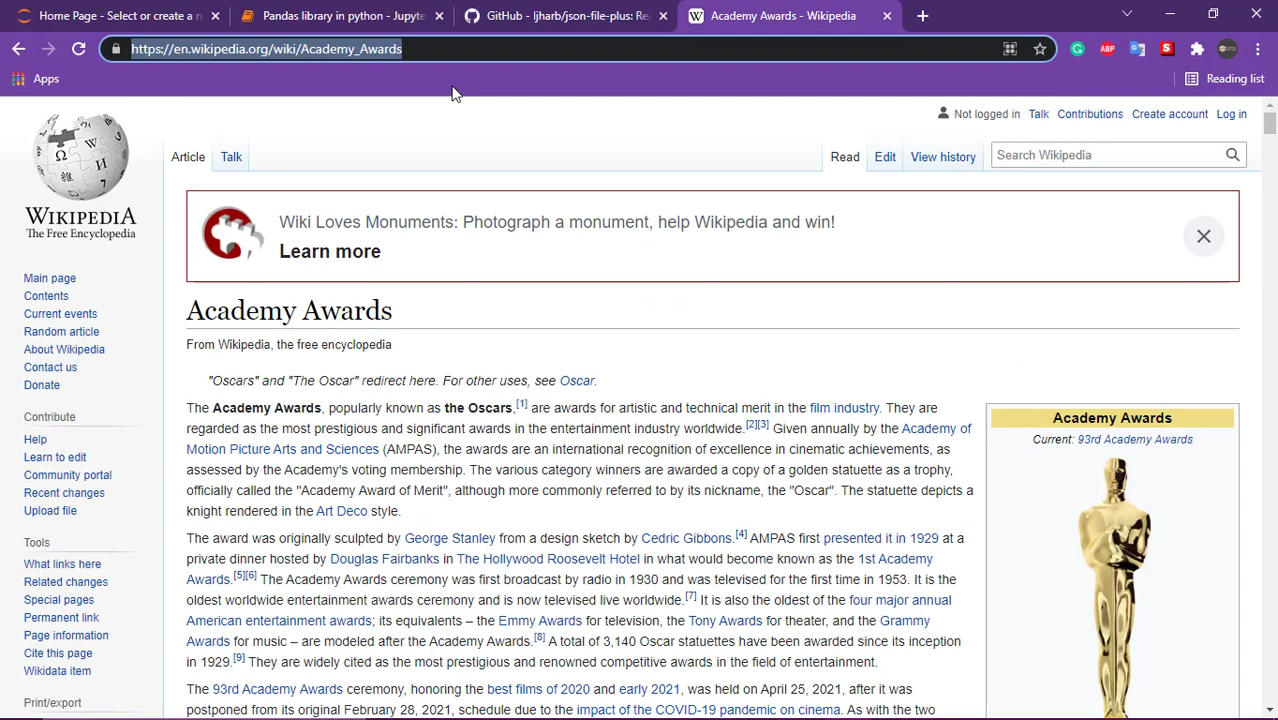 Home Page - Select or create a n
Pandas library in python - Jupyte
GitHub - ljharb/json-file-plus: Re
Academy Awards - Wikipedia
https://en.wikipedia.org/wiki/Academy_Awards
ABP
Apps
Reading list
Not logged in Talk Contributions Create account Log in
Article Talk Read Edit View history Search Wikipedia
WIKIPEDIA
The Free Encyclopedia
Main page
Contents
Current events
Random article
About Wikipedia
Contact us
Donate
Contribute
Help
Learn to edit
Community portal
Recent changes
Upload file
Tools
What links here
Related changes
Special pages
Permanent link
Page information
Cite this page
Wikidata item
Print/export
Wiki Loves Monuments: Photograph a monument, help Wikipedia and win!
Learn more
Academy Awards
From Wikipedia, the free encyclopedia
"Oscars" and "The Oscar" redirect here. For other uses, see Oscar.
The Academy Awards, popularly known as the Oscars,[1] are awards for artistic and technical merit in the film industry. They are
regarded as the most prestigious and significant awards in the entertainment industry worldwide.[2][3] Given annually by the Academy of
Motion Picture Arts and Sciences (AMPAS), the awards are an international recognition of excellence in cinematic achievements, as
assessed by the Academy's voting membership. The various category winners are awarded a copy of a golden statuette as a trophy,
officially called the "Academy Award of Merit", although more commonly referred to by its nickname, the "Oscar". The statuette depicts a
knight rendered in the Art Deco style.
The award was originally sculpted by George Stanley from a design sketch by Cedric Gibbons.[4] AMPAS first presented it in 1929 at a
private dinner hosted by Douglas Fairbanks in The Hollywood Roosevelt Hotel in what would become known as the 1st Academy
Awards.[5][6] The Academy Awards ceremony was first broadcast by radio in 1930 and was televised for the first time in 1953. It is the
oldest worldwide entertainment awards ceremony and is now televised live worldwide.[7] It is also the oldest of the four major annual
American entertainment awards; its equivalents – the Emmy Awards for television, the Tony Awards for theater, and the Grammy
Awards for music – are modeled after the Academy Awards.[8] A total of 3,140 Oscar statuettes have been awarded since its inception
in 1929.[9] They are widely cited as the most prestigious and renowned competitive awards in the field of entertainment.
The 93rd Academy Awards ceremony, honoring the best films of 2020 and early 2021, was held on April 25, 2021, after it was
postponed from its original February 28, 2021, schedule due to the impact of the COVID-19 pandemic on cinema. As with the two
Academy Awards
Current: 93rd Academy Awards